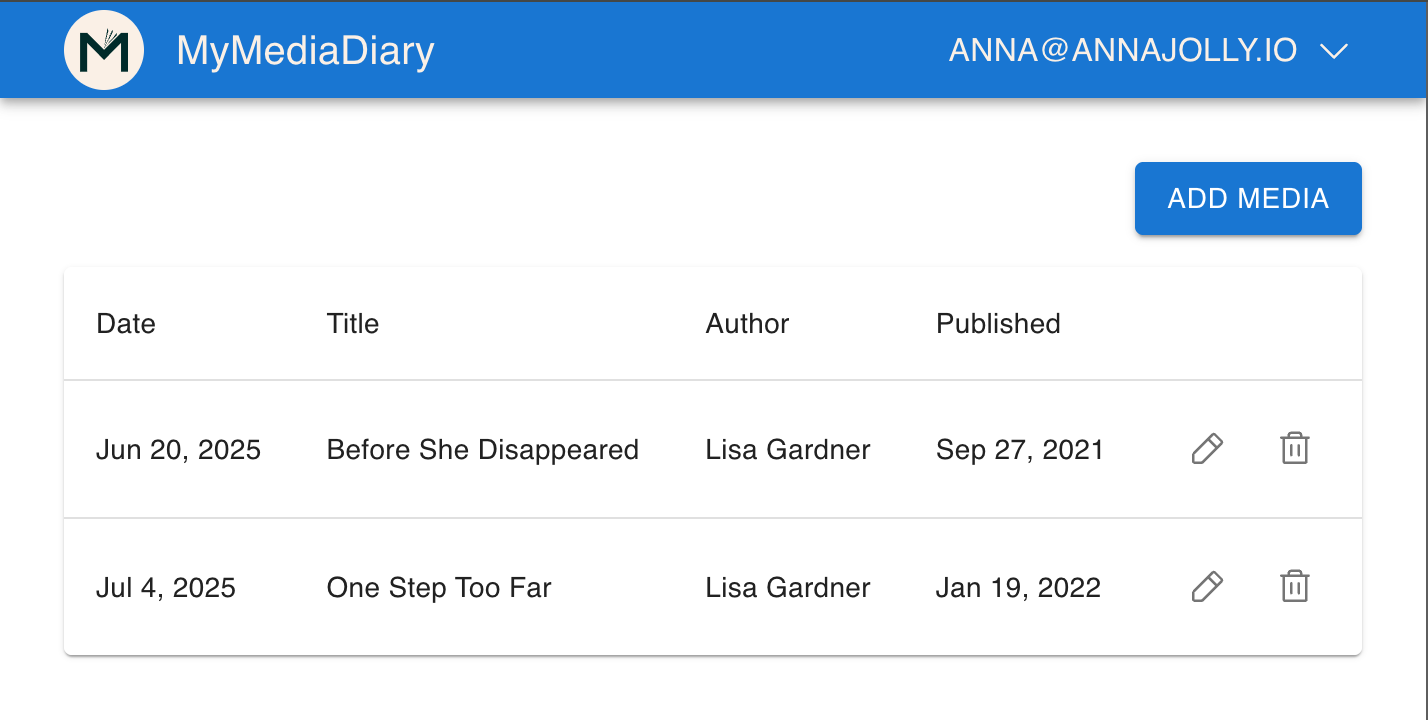 M MyMediaDiary ANNA@ANNAJOLLY.IO
ADD MEDIA
Date Title Author Published
Jun 20, 2025 Before She Disappeared Lisa Gardner Sep 27, 2021
Jul 4, 2025 One Step Too Far Lisa Gardner Jan 19, 2022